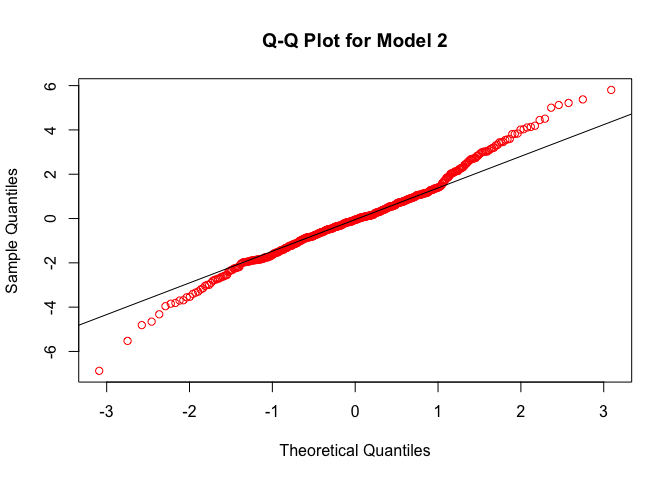 Q-Q Plot for Model 2
Sample Quantiles
6
4
2
0
-2
-4
-6
-3 -2 -1 0 1 2 3
Theoretical Quantiles